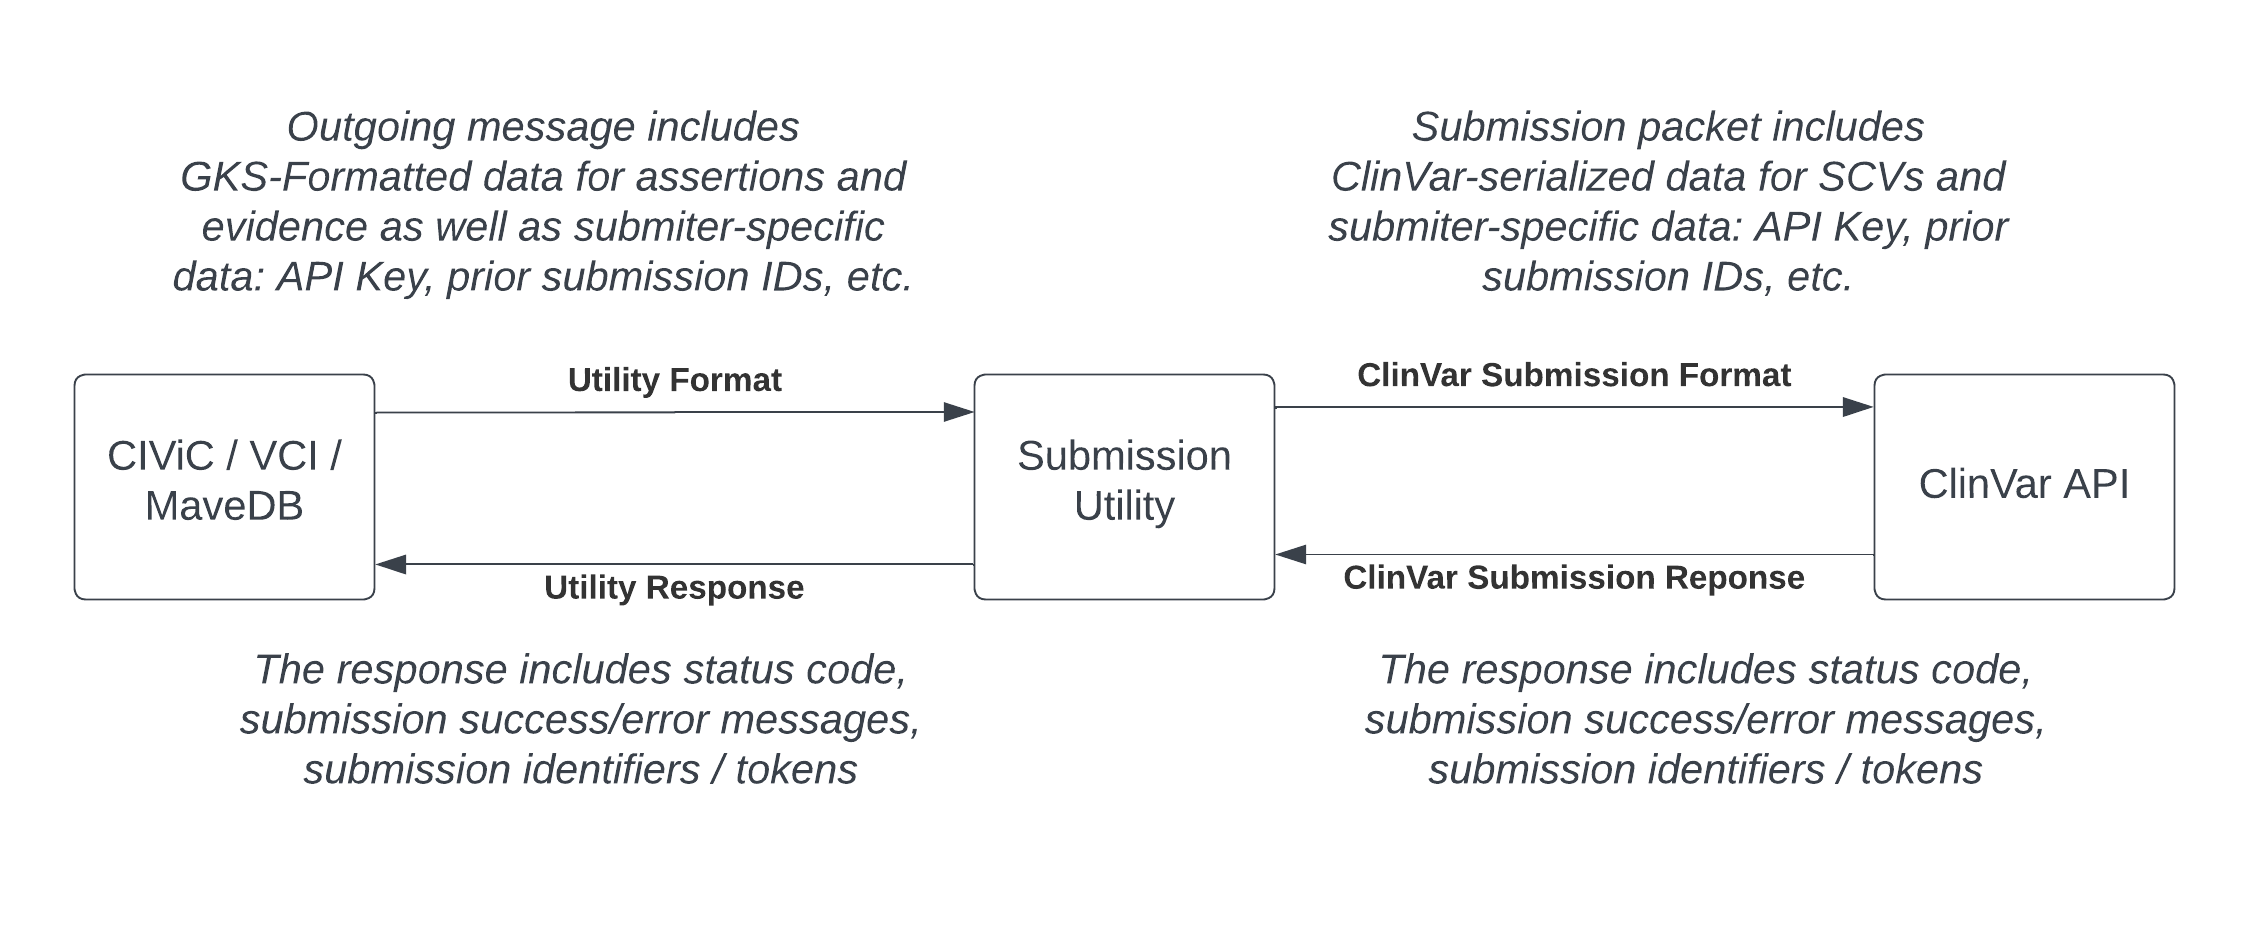 Outgoing message includes
GKS-Formatted data for assertions and
evidence as well as submiter-specific
data: API Key, prior submission IDs, etc.
Submission packet includes
ClinVar-serialized data for SCVs and
submiter-specific data: API Key, prior
submission IDs, etc.
Utility Format
ClinVar Submission Format
CIViC / VCI /
MaveDB
Submission
Utility
ClinVar API
Utility Response
ClinVar Submission Reponse
The response includes status code,
submission success/error messages,
submission identifiers / tokens
The response includes status code,
submission success/error messages,
submission identifiers / tokens